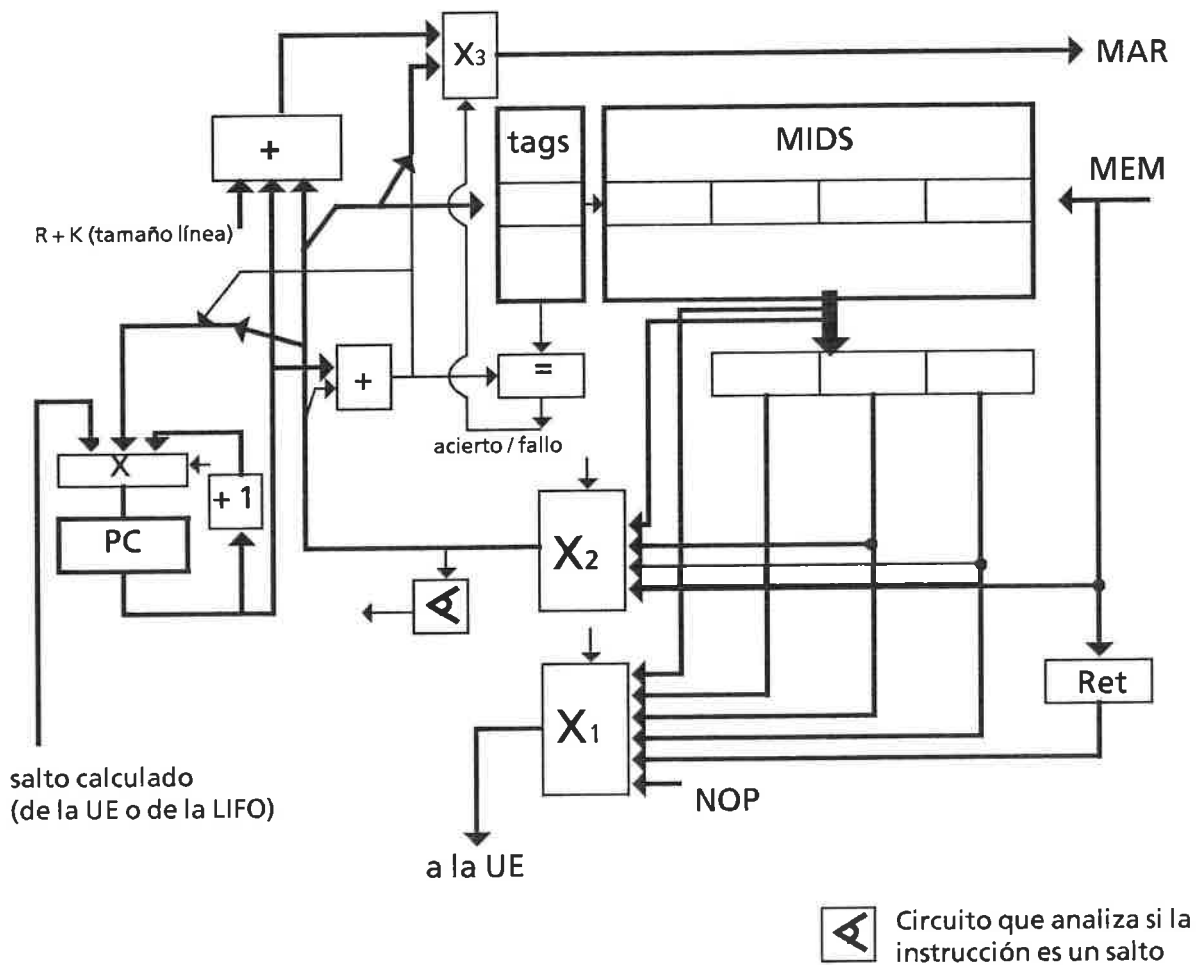 X3
MAR
+
tags
MIDS
MEM
R + K (tamaño línea)
+
=
acierto / fallo
X
+ 1
PC
X2
X1
Ret
NOP
salto calculado
(de la UE o de la LIFO)
a la UE
Circuito que analiza si la
instrucción es un salto